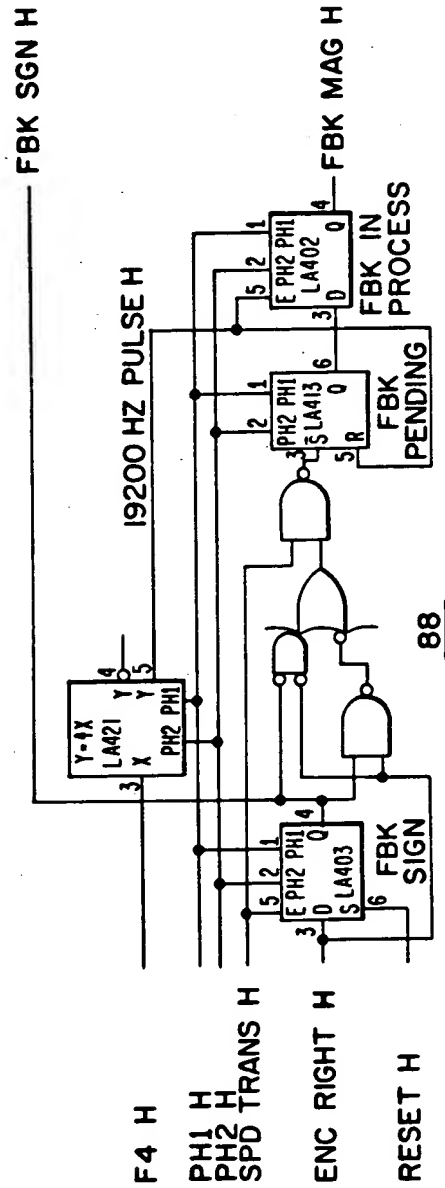 FBK SGN H
19200 HZ PULSE H
Y=↑X
LA421
X
Y
Y
PH2 PH1
3
4
5
F4 H
PH1 H
PH2 H
SPD TRANS H
ENC RIGHT H
RESET H
5
2
1
E PH2 PH1
3
D
Q
4
S LA403
6
FBK
SIGN
88
2
1
PH2 PH1
3
S LA413
Q
6
5
R
FBK
PENDING
5
2
1
E PH2 PH1
LA402
3
D
Q
4
FBK IN
PROCESS
FBK MAG H